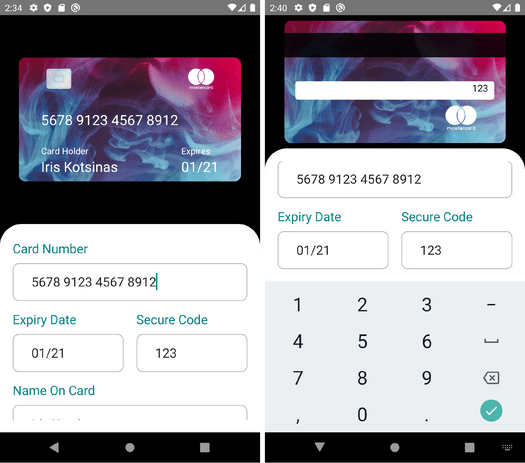 2:34
mastercard
5678 9123 4567 8912
Card Holder Expires
Iris Kotsinas 01/21
Card Number
5678 9123 4567 8912
Expiry Date Secure Code
01/21 123
Name On Card
2:40
123
mastercard
5678 9123 4567 8912
Expiry Date Secure Code
01/21 123
1 2 3 –
4 5 6
7 8 9
, 0 .